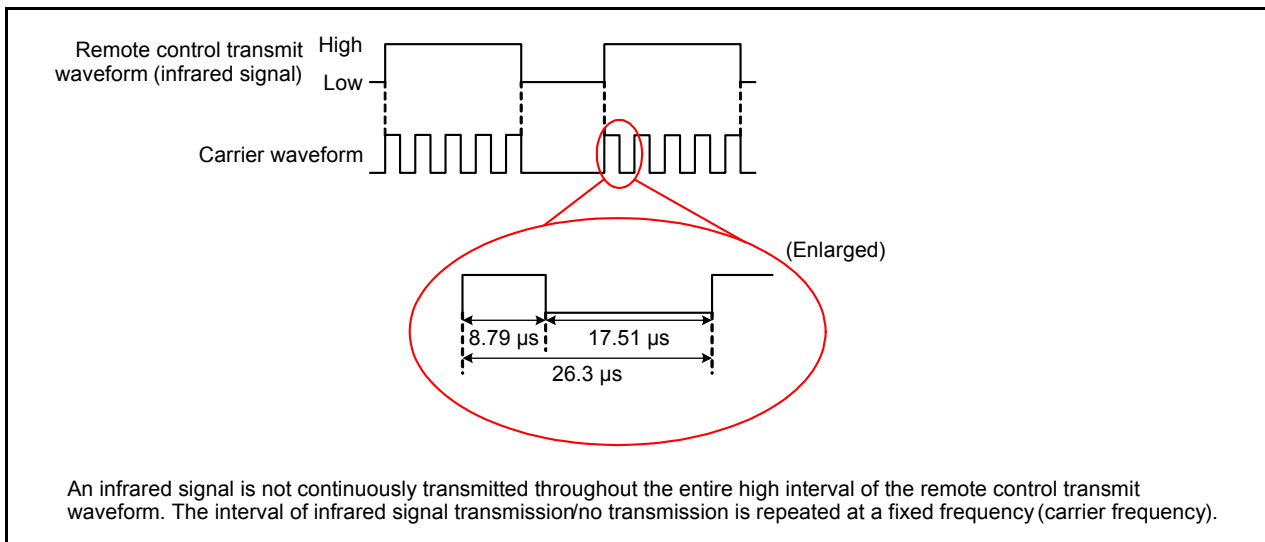 Remote control transmit
waveform (infrared signal)
High
Low
Carrier waveform
(Enlarged)
8.79 µs
17.51 µs
26.3 µs
An infrared signal is not continuously transmitted throughout the entire high interval of the remote control transmit
waveform. The interval of infrared signal transmission/no transmission is repeated at a fixed frequency (carrier frequency).